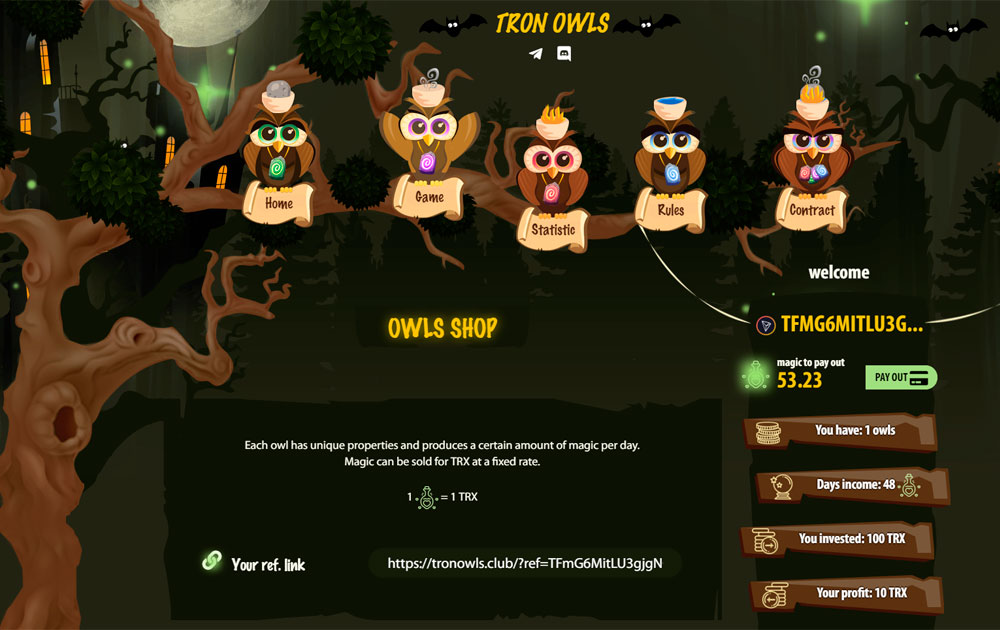 TRON OWLS
Home
Game
Statistic
Rules
Contract
welcome
TFMG6MITLU3G...
OWLS SHOP
magic to pay out
53.23
PAY OUT
You have: 1 owls
Each owl has unique properties and produces a certain amount of magic per day.
Magic can be sold for TRX at a fixed rate.
1 = 1 TRX
Days income: 48
You invested: 100 TRX
Your ref. link
https://tronowls.club/?ref=TFmG6MitLU3gjgN
Your profit: 10 TRX